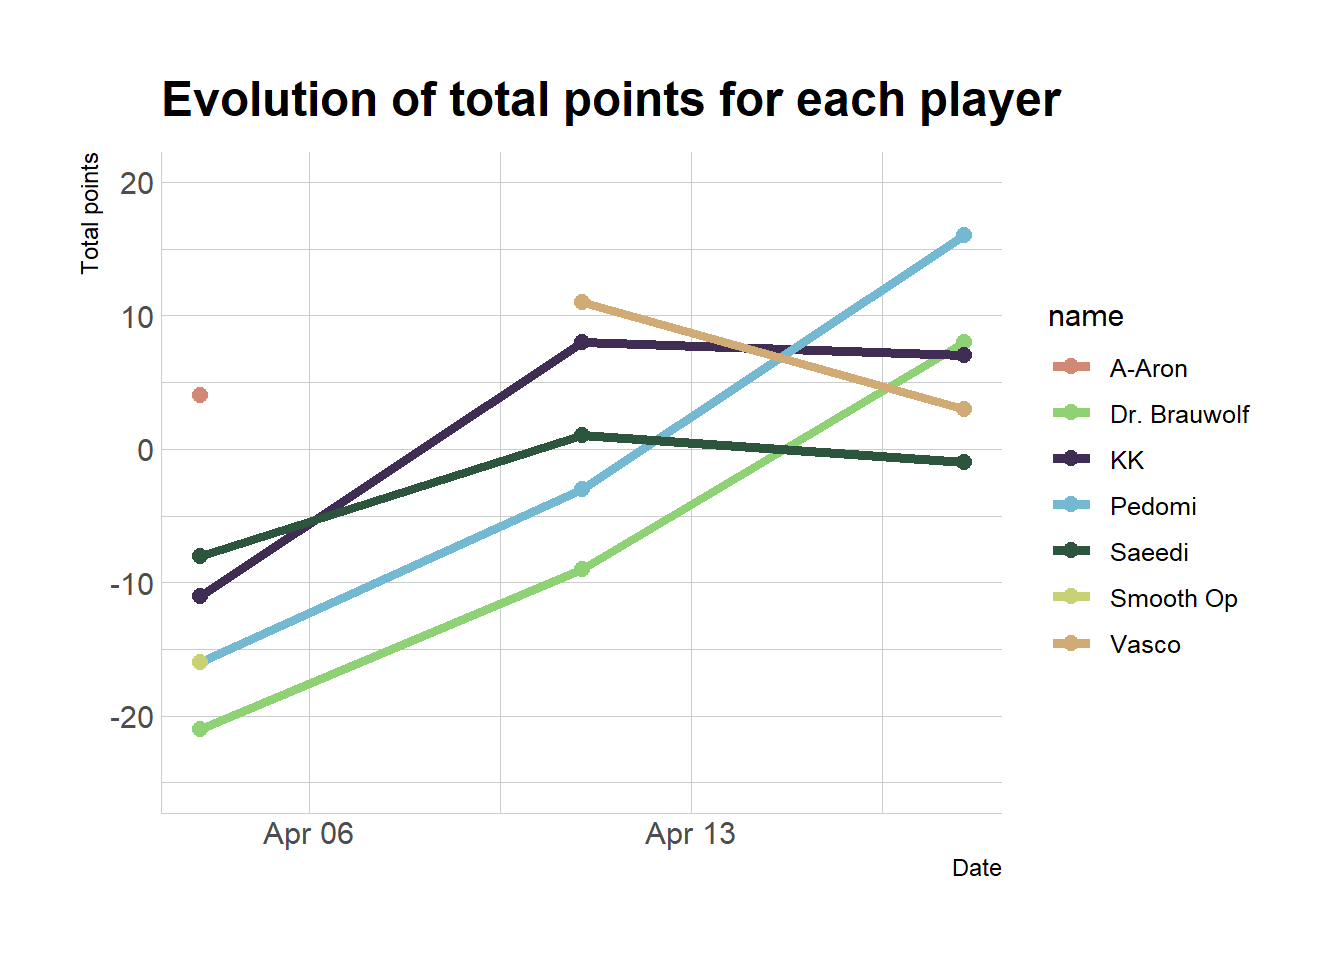 Evolution of total points for each player
Total points
20
10
0
-10
-20
Apr 06
Apr 13
Date
name
A-Aron
Dr. Brauwolf
KK
Pedomi
Saeedi
Smooth Op
Vasco